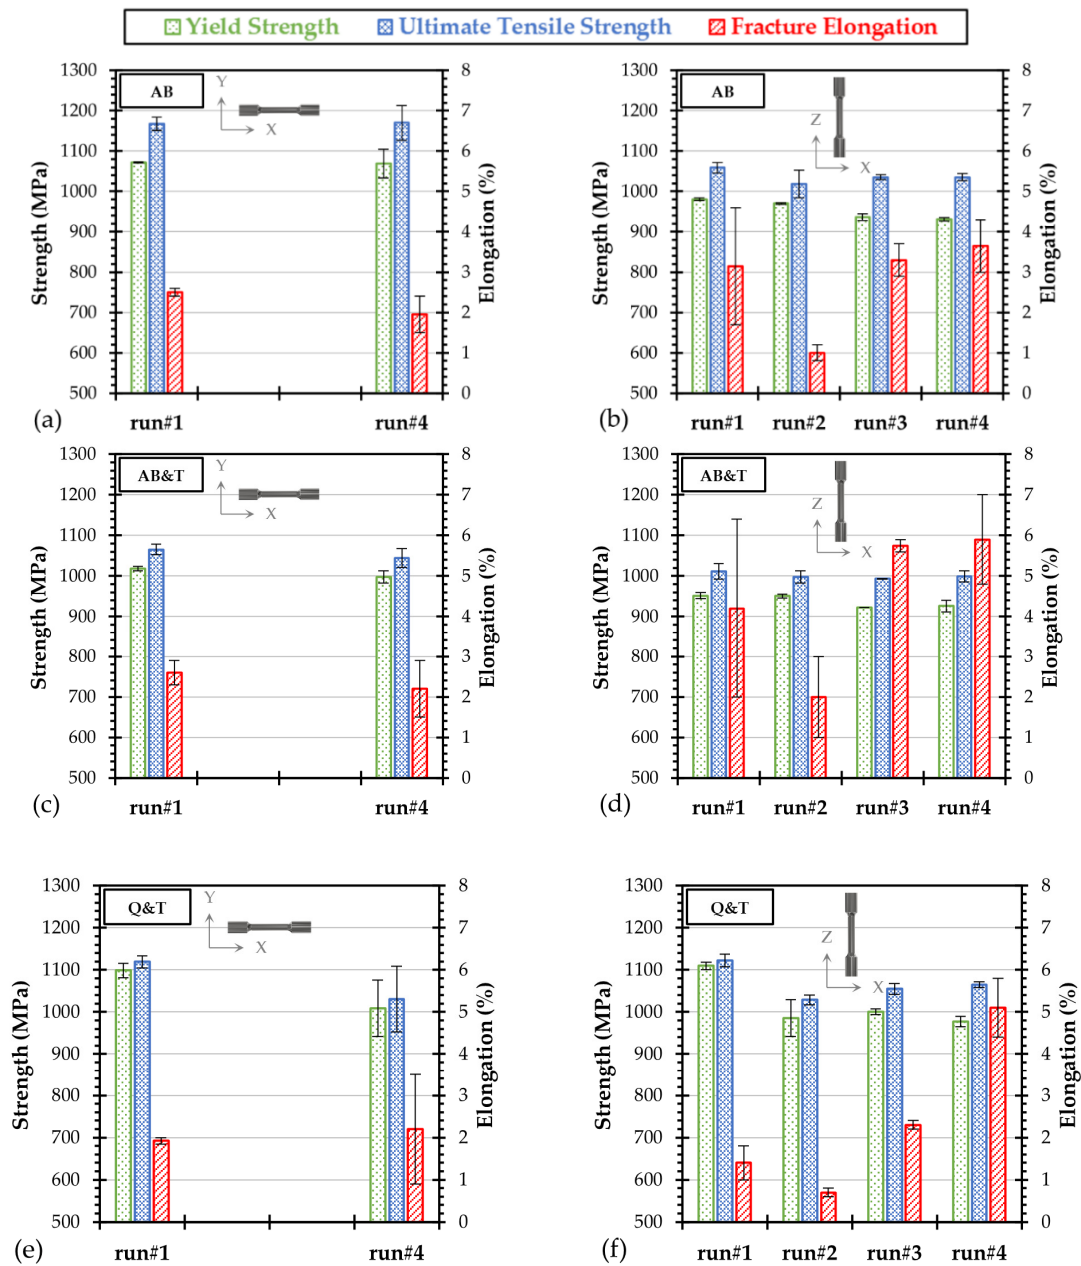 Yield Strength Ultimate Tensile Strength Fracture Elongation
AB
Y
X
Strength (MPa)
1300
1200
1100
1000
900
800
700
600
500
8
7
6
5
4
3
2
1
0
Elongation (%)
run#1 run#4
(a)
AB
Z
X
Strength (MPa)
1300
1200
1100
1000
900
800
700
600
500
8
7
6
5
4
3
2
1
0
Elongation (%)
run#1 run#2 run#3 run#4
(b)
AB&T
Y
X
Strength (MPa)
1300
1200
1100
1000
900
800
700
600
500
8
7
6
5
4
3
2
1
0
Elongation (%)
run#1 run#4
(c)
AB&T
Z
X
Strength (MPa)
1300
1200
1100
1000
900
800
700
600
500
8
7
6
5
4
3
2
1
0
Elongation (%)
run#1 run#2 run#3 run#4
(d)
Q&T
Y
X
Strength (MPa)
1300
1200
1100
1000
900
800
700
600
500
8
7
6
5
4
3
2
1
0
Elongation (%)
run#1 run#4
(e)
Q&T
Z
X
Strength (MPa)
1300
1200
1100
1000
900
800
700
600
500
8
7
6
5
4
3
2
1
0
Elongation (%)
run#1 run#2 run#3 run#4
(f)